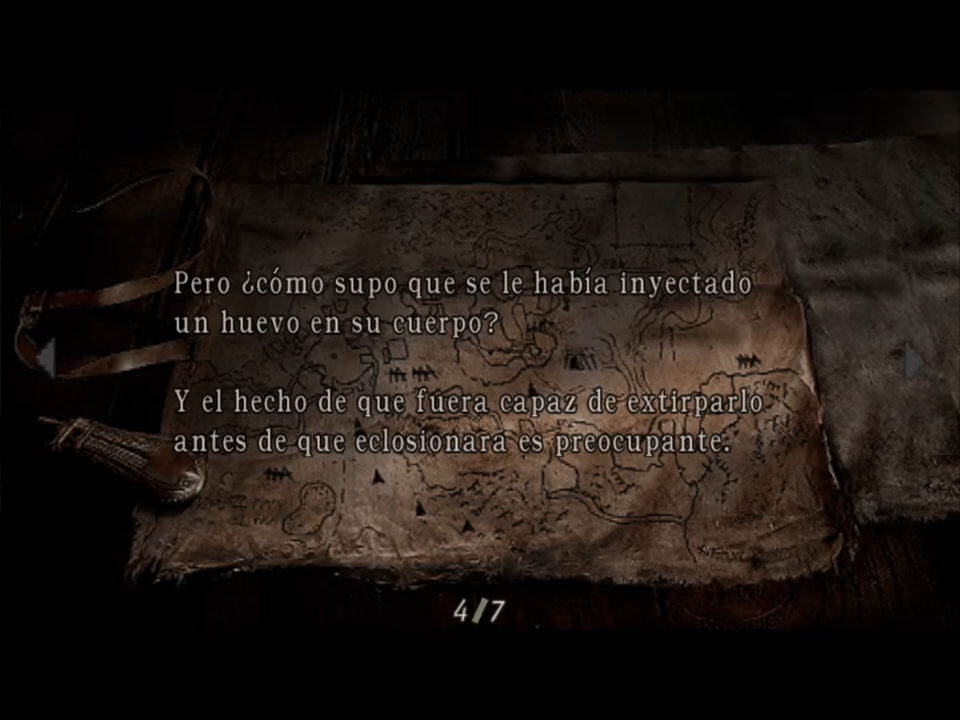 Pero ¿cómo supo que se le había inyectado
un huevo en su cuerpo?
Y el hecho de que fuera capaz de extirparlo
antes de que eclosionara es preocupante.
4/7